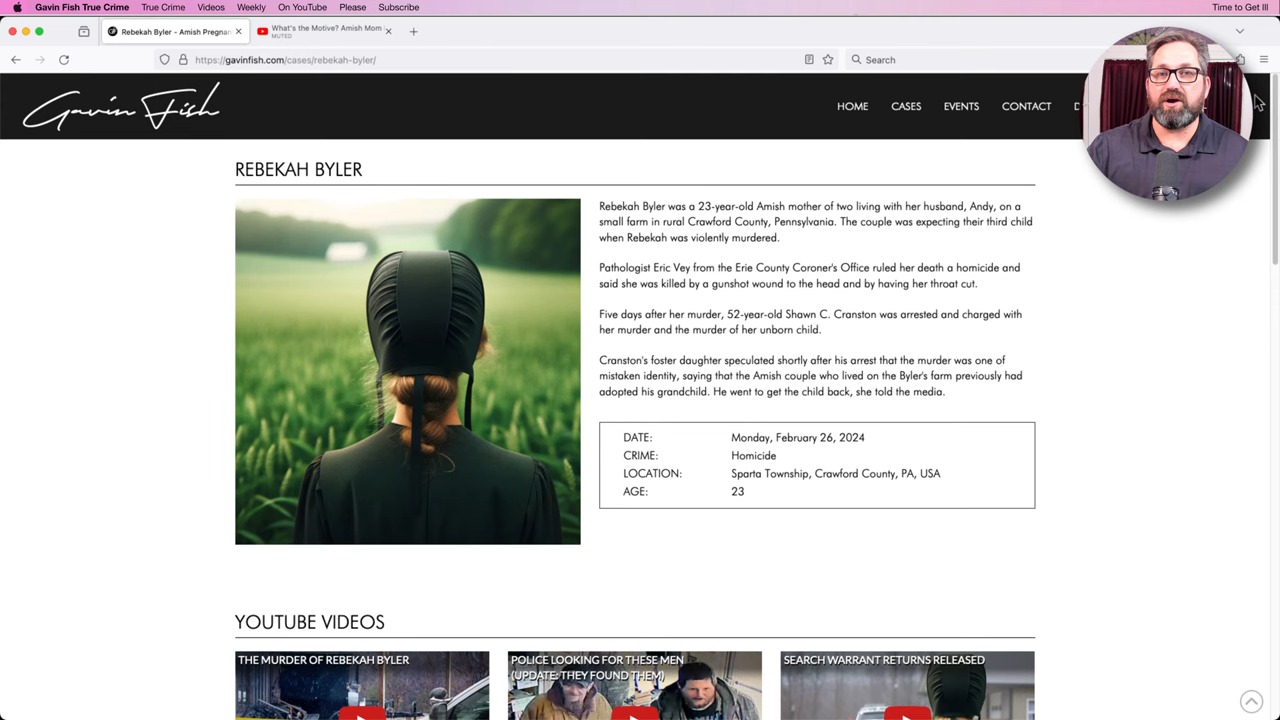 Gavin Fish True Crime True Crime Videos Weekly On YouTube Please Subscribe Time to Get Ill
Rebekah Byler - Amish Pregnan
What's the Motive? Amish Mom
MUTED
https://gavinfish.com/cases/rebekah-byler/
Search
Gavin Fish
HOME CASES EVENTS CONTACT D
REBEKAH BYLER
Rebekah Byler was a 23-year-old Amish mother of two living with her husband, Andy, on a
small farm in rural Crawford County, Pennsylvania. The couple was expecting their third child
when Rebekah was violently murdered.
Pathologist Eric Vey from the Erie County Coroner's Office ruled her death a homicide and
said she was killed by a gunshot wound to the head and by having her throat cut.
Five days after her murder, 52-year-old Shawn C. Cranston was arrested and charged with
her murder and the murder of her unborn child.
Cranston's foster daughter speculated shortly after his arrest that the murder was one of
mistaken identity, saying that the Amish couple who lived on the Byler's farm previously had
adopted his grandchild. He went to get the child back, she told the media.
DATE: Monday, February 26, 2024
CRIME: Homicide
LOCATION: Sparta Township, Crawford County, PA, USA
AGE: 23
YOUTUBE VIDEOS
THE MURDER OF REBEKAH BYLER
POLICE LOOKING FOR THESE MEN
(UPDATE: THEY FOUND THEM)
SEARCH WARRANT RETURNS RELEASED